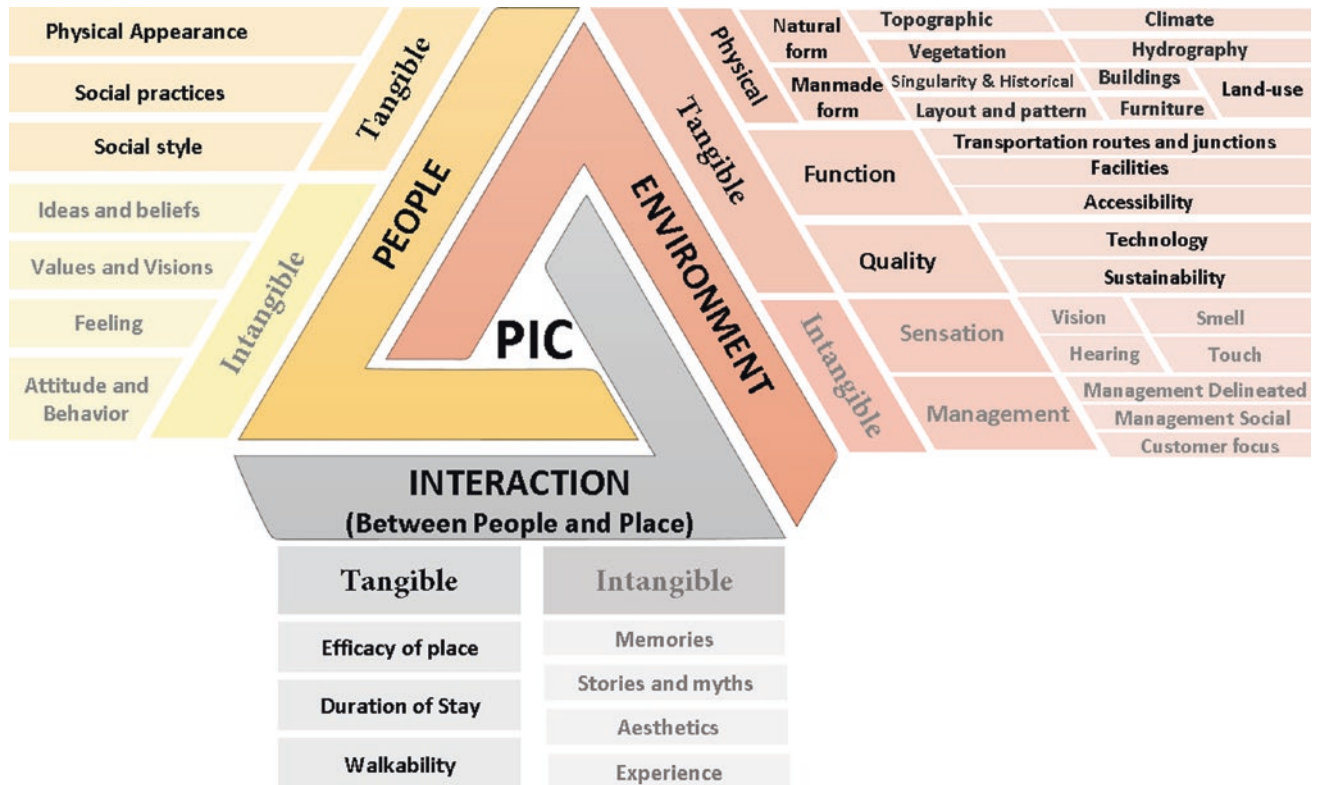 Physical Appearance
Social practices
Social style
Tangible
Ideas and beliefs
Values and Visions
Feeling
Attitude and
Behavior
Intangible
PEOPLE
PIC
ENVIRONMENT
INTERACTION
(Between People and Place)
Tangible
Physical
Natural
form
Topographic
Climate
Vegetation
Hydrography
Manmade
form
Singularity & Historical
Buildings
Land-use
Layout and pattern
Furniture
Function
Transportation routes and junctions
Facilities
Accessibility
Quality
Technology
Sustainability
Intangible
Sensation
Vision
Smell
Hearing
Touch
Management
Management Delineated
Management Social
Customer focus
Tangible
Efficacy of place
Duration of Stay
Walkability
Intangible
Memories
Stories and myths
Aesthetics
Experience